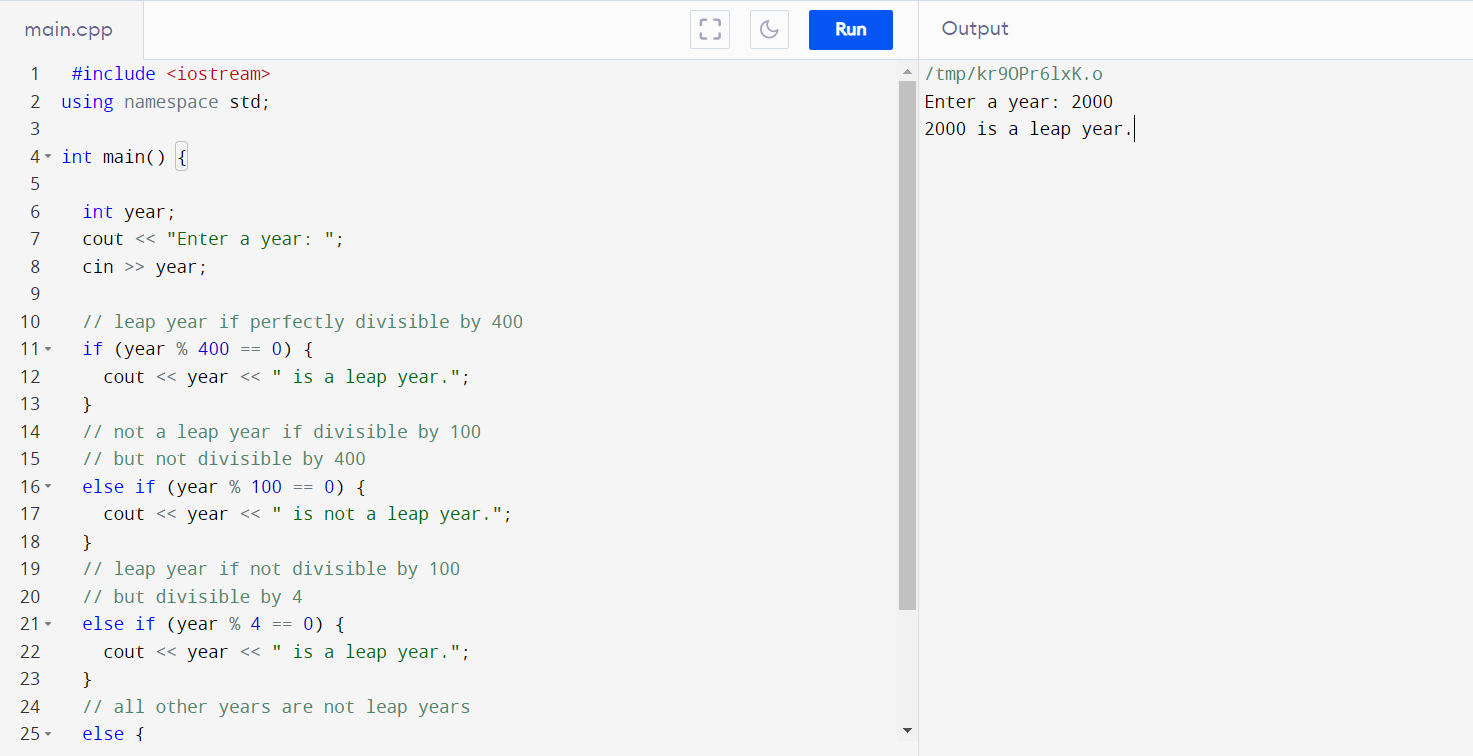 main.cpp
Run
Output
1 #include <iostream>
2 using namespace std;
3
4 int main() {
5
6 int year;
7 cout << "Enter a year: ";
8 cin >> year;
9
10 // leap year if perfectly divisible by 400
11 if (year % 400 == 0) {
12 cout << year << " is a leap year.";
13 }
14 // not a leap year if divisible by 100
15 // but not divisible by 400
16 else if (year % 100 == 0) {
17 cout << year << " is not a leap year.";
18 }
19 // leap year if not divisible by 100
20 // but divisible by 4
21 else if (year % 4 == 0) {
22 cout << year << " is a leap year.";
23 }
24 // all other years are not leap years
25 else {
/tmp/kr9OPr6lxK.o
Enter a year: 2000
2000 is a leap year.